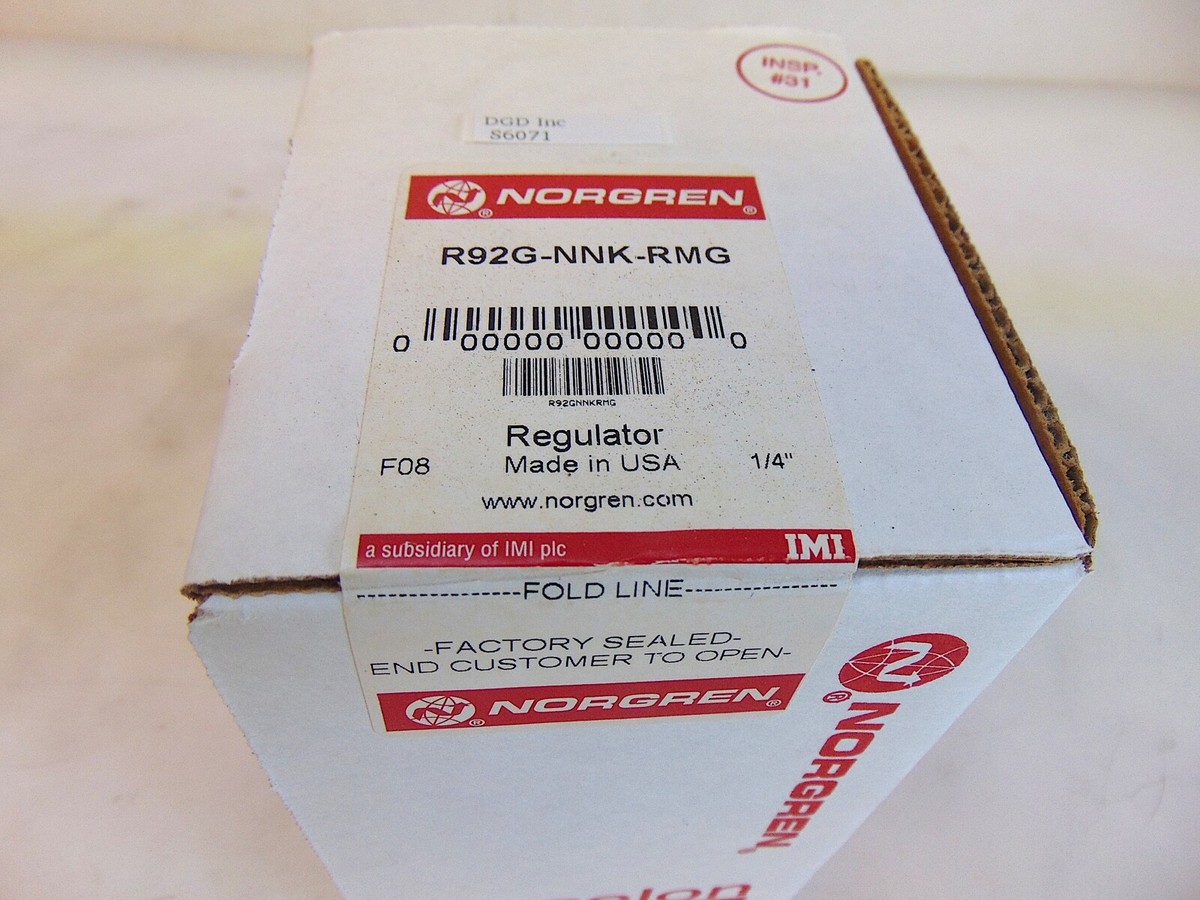 INSP.
#31
DGD Inc
S6071
NORGREN®
R92G-NNK-RMG
0 00000 00000 0
R92GNNKRMG
Regulator
F08 Made in USA 1/4"
www.norgren.com
a subsidiary of IMI plc IMI
----------------FOLD LINE----------------
-FACTORY SEALED-
END CUSTOMER TO OPEN-
NORGREN®
NORGREN®